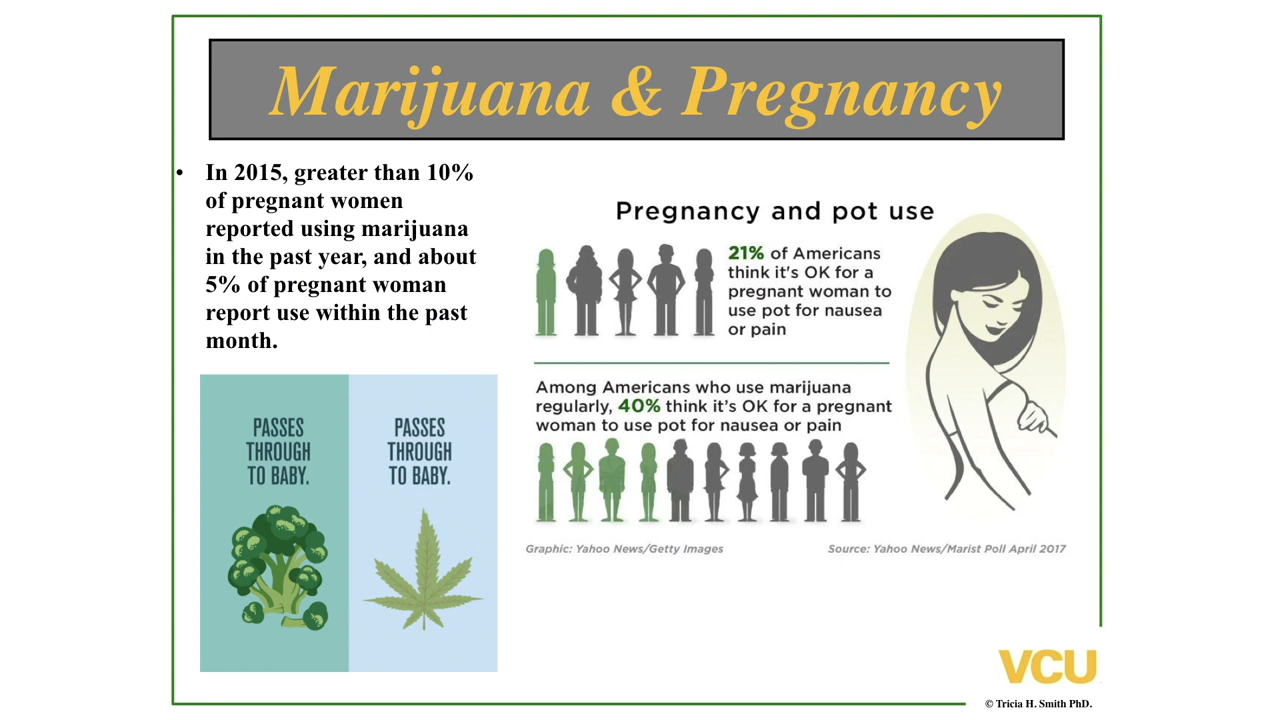 Marijuana & Pregnancy
• In 2015, greater than 10%
of pregnant women
reported using marijuana
in the past year, and about
5% of pregnant woman
report use within the past
month.
PASSES
THROUGH
TO BABY.
PASSES
THROUGH
TO BABY.
Pregnancy and pot use
21% of Americans
think it's OK for a
pregnant woman to
use pot for nausea
or pain
Among Americans who use marijuana
regularly, 40% think it's OK for a pregnant
woman to use pot for nausea or pain
Graphic: Yahoo News/Getty Images
Source: Yahoo News/Marist Poll April 2017
VCU
© Tricia H. Smith PhD.